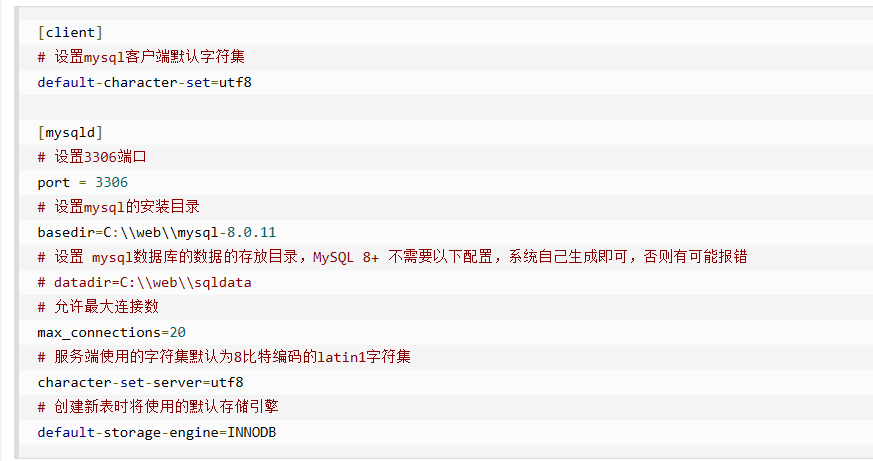 [client]
# 设置mysql客户端默认字符集
default-character-set=utf8
[mysqld]
# 设置3306端口
port = 3306
# 设置mysql的安装目录
basedir=C:\\web\\mysql-8.0.11
# 设置 mysql数据库的数据的存放目录，MySQL 8+ 不需要以下配置，系统自己生成即可，否则有可能报错
# datadir=C:\\web\\sqldata
# 允许最大连接数
max_connections=20
# 服务端使用的字符集默认为8比特编码的latin1字符集
character-set-server=utf8
# 创建新表时将使用的默认存储引擎
default-storage-engine=INNODB